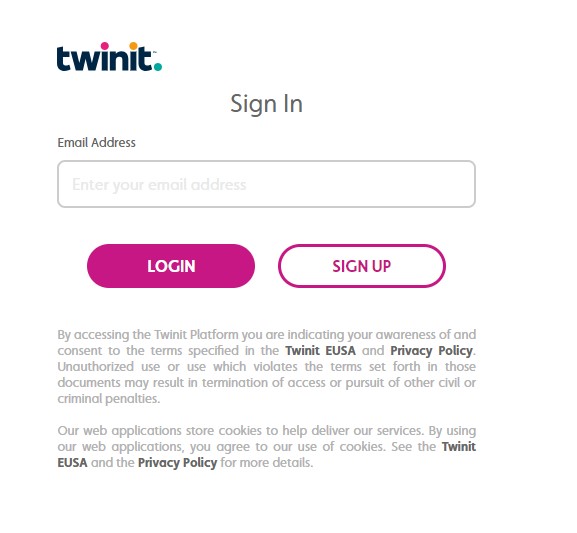 twinit.
Sign In
Email Address
Enter your email address
LOGIN
SIGN UP
By accessing the Twinit Platform you are indicating your awareness of and
consent to the terms specified in the Twinit EUSA and Privacy Policy.
Unauthorized use or use which violates the terms set forth in those
documents may result in termination of access or pursuit of other civil or
criminal penalties.
Our web applications store cookies to help deliver our services. By using
our web applications, you agree to our use of cookies. See the Twinit
EUSA and the Privacy Policy for more details.